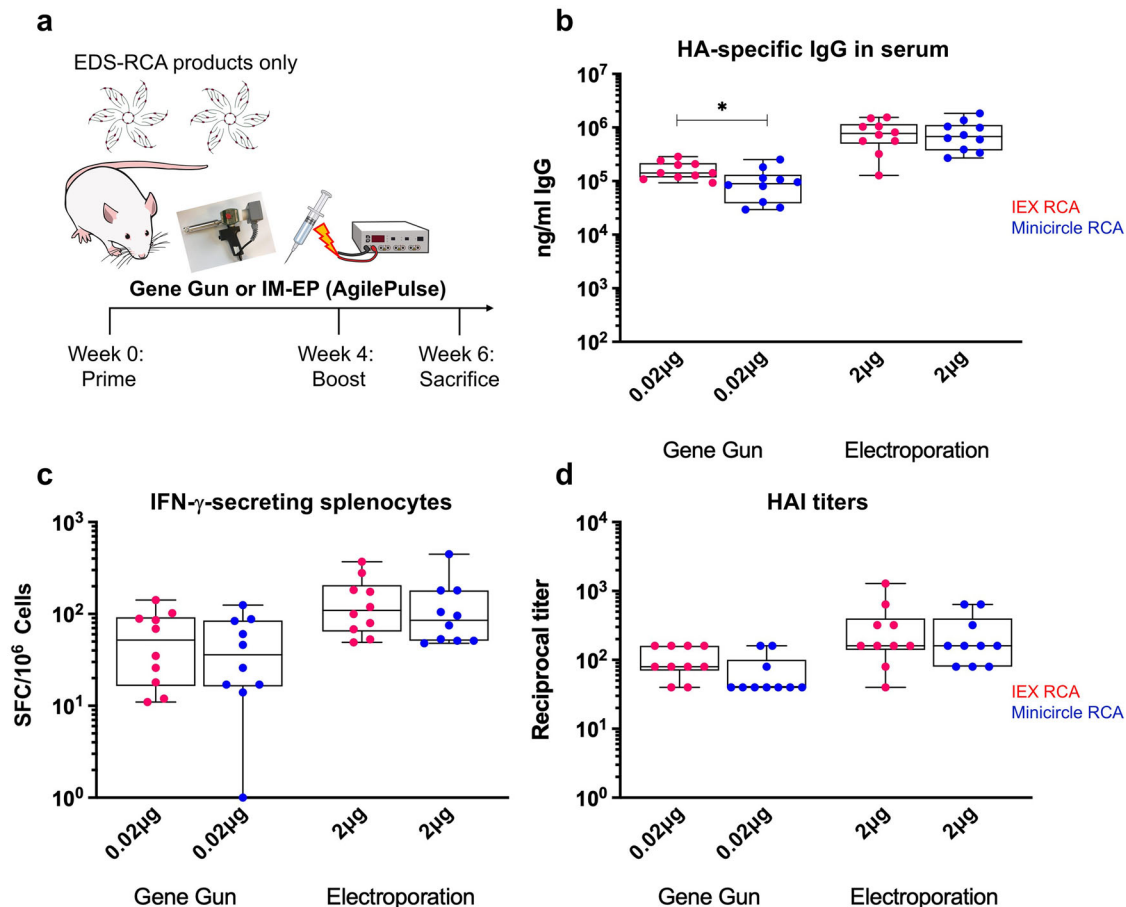 a
EDS-RCA products only
Gene Gun or IM-EP (AgilePulse)
Week 0:
Prime
Week 4:
Boost
Week 6:
Sacrifice
b
HA-specific IgG in serum
ng/ml IgG
10⁷
10⁶
10⁵
10⁴
10³
10²
*
0.02µg
0.02µg
2µg
2µg
Gene Gun
Electroporation
IEX RCA
Minicircle RCA
c
IFN-γ-secreting splenocytes
SFC/10⁶ Cells
10³
10²
10¹
10⁰
0.02µg
0.02µg
2µg
2µg
Gene Gun
Electroporation
d
HAI titers
Reciprocal titer
10⁴
10³
10²
10¹
10⁰
0.02µg
0.02µg
2µg
2µg
Gene Gun
Electroporation
IEX RCA
Minicircle RCA